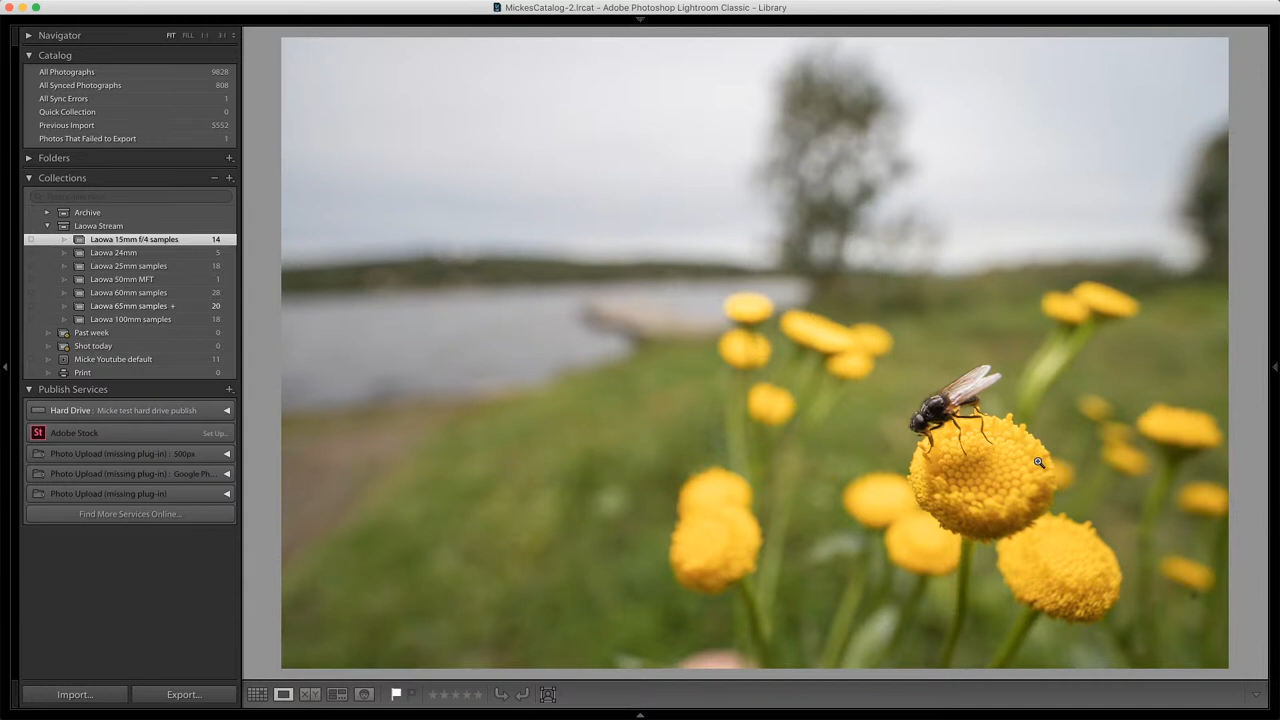 MickesCatalog-2.lrcat - Adobe Photoshop Lightroom Classic - Library
Navigator FIT FILL 1:1 3:1
Catalog
All Photographs 9828
All Synced Photographs 808
All Sync Errors 1
Quick Collection 0
Previous Import 5552
Photos That Failed to Export 1
Folders
Collections
Archive
Laowa Stream
Laowa 15mm f/4 samples 14
Laowa 24mm 5
Laowa 25mm samples 18
Laowa 50mm MFT 1
Laowa 60mm samples 28
Laowa 65mm samples + 20
Laowa 100mm samples 18
Past week 0
Shot today 0
Micke Youtube default 11
Print 0
Publish Services
Hard Drive : Micke test hard drive publish
St Adobe Stock Set Up...
Photo Upload (missing plug-in) : 500px
Photo Upload (missing plug-in) : Google Ph...
Photo Upload (missing plug-in)
Find More Services Online...
Import... Export...
XY